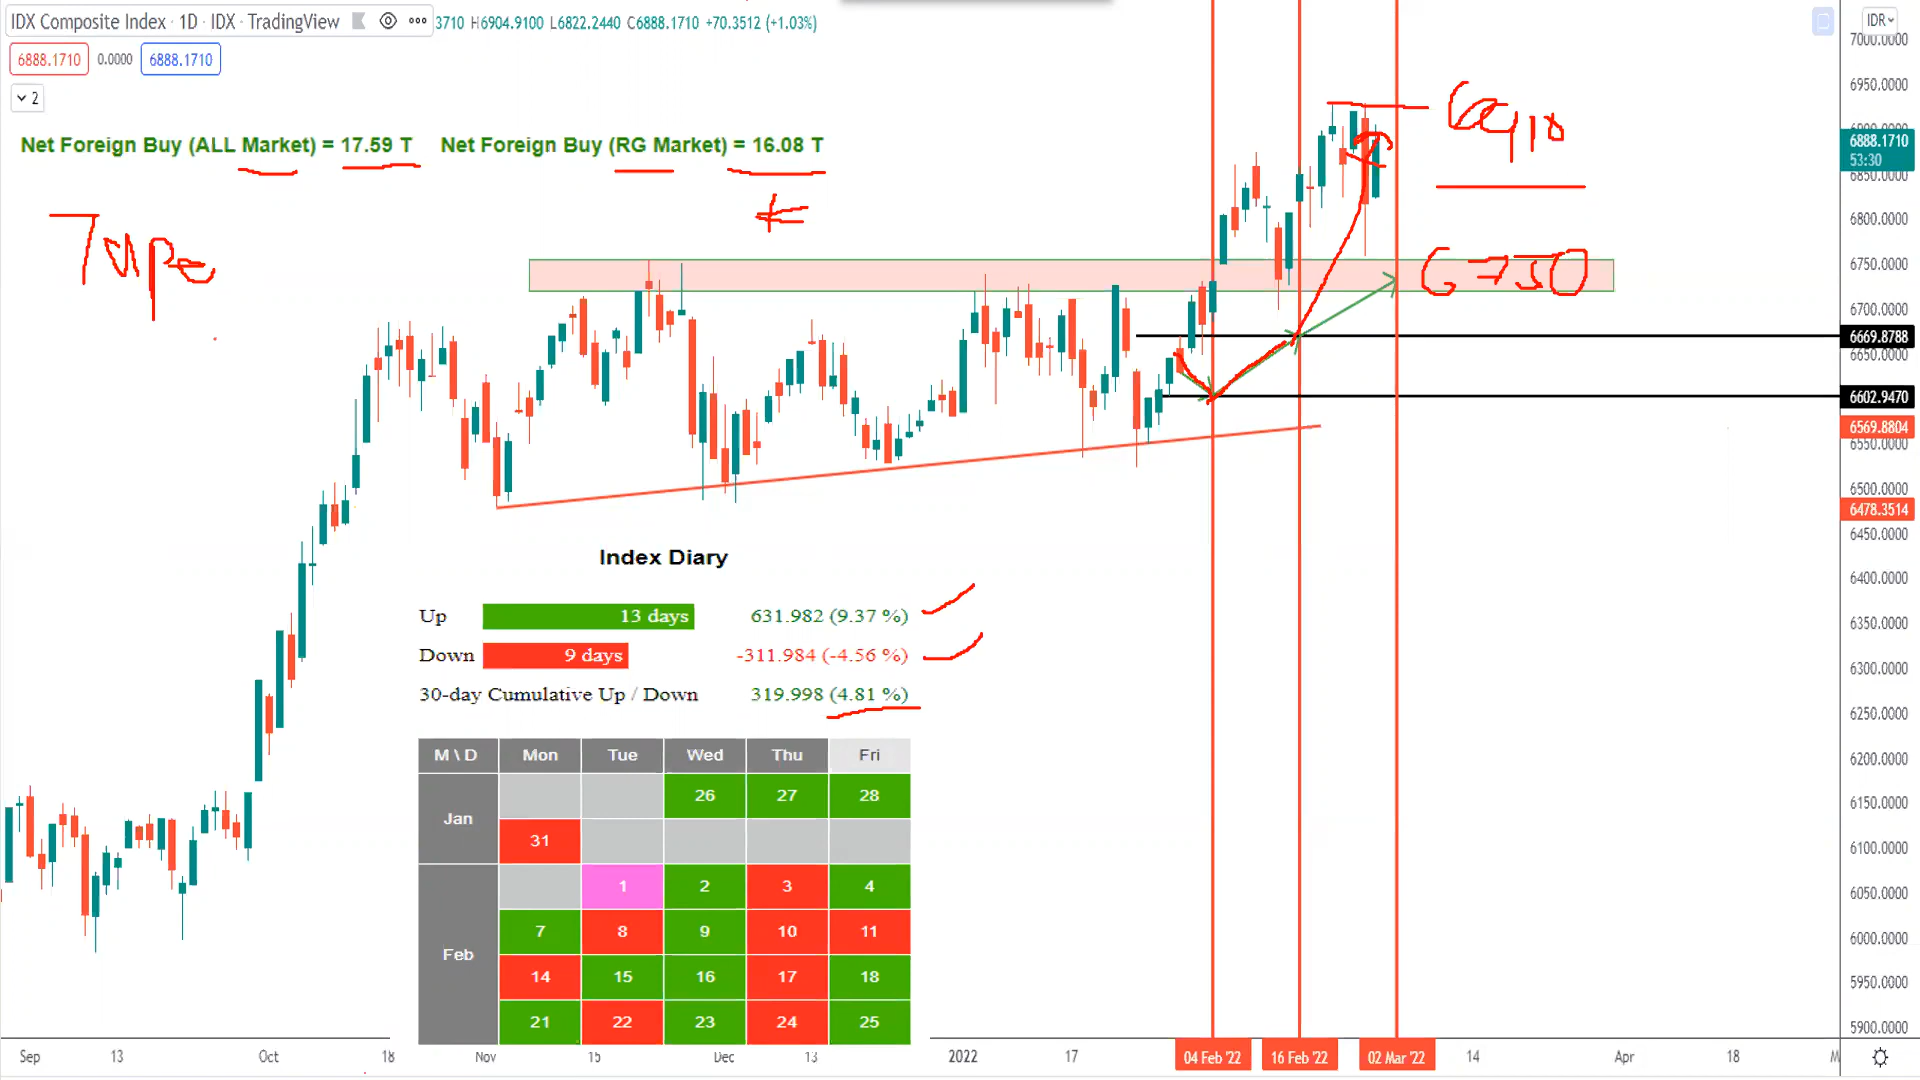 IDX Composite Index · 1D · IDX · TradingView ••• 3710 H6904.9100 L6822.2440 C6888.1710 +70.3512 (+1.03%)
6888.1710 0.0000 6888.1710
2
Net Foreign Buy (ALL Market) = 17.59 T Net Foreign Buy (RG Market) = 16.08 T
6750
IDR
7000.0000
6950.0000
6888.1710
53:30
6850.0000
6800.0000
6750.0000
6700.0000
6669.8788
6650.0000
6602.9470
6569.8804
6550.0000
6500.0000
6478.3514
6450.0000
6400.0000
6350.0000
6300.0000
6250.0000
6200.0000
6150.0000
6100.0000
6050.0000
6000.0000
5950.0000
5900.0000
Index Diary
Up 13 days 631.982 (9.37 %)
Down 9 days -311.984 (-4.56 %)
30-day Cumulative Up / Down 319.998 (4.81 %)
M \ D Mon Tue Wed Thu Fri
Jan 26 27 28
31
Feb 1 2 3 4
7 8 9 10 11
14 15 16 17 18
21 22 23 24 25
Sep 13 Oct 18 Nov 15 Dec 13 2022 17 04 Feb '22 16 Feb '22 02 Mar '22 14 Apr 18